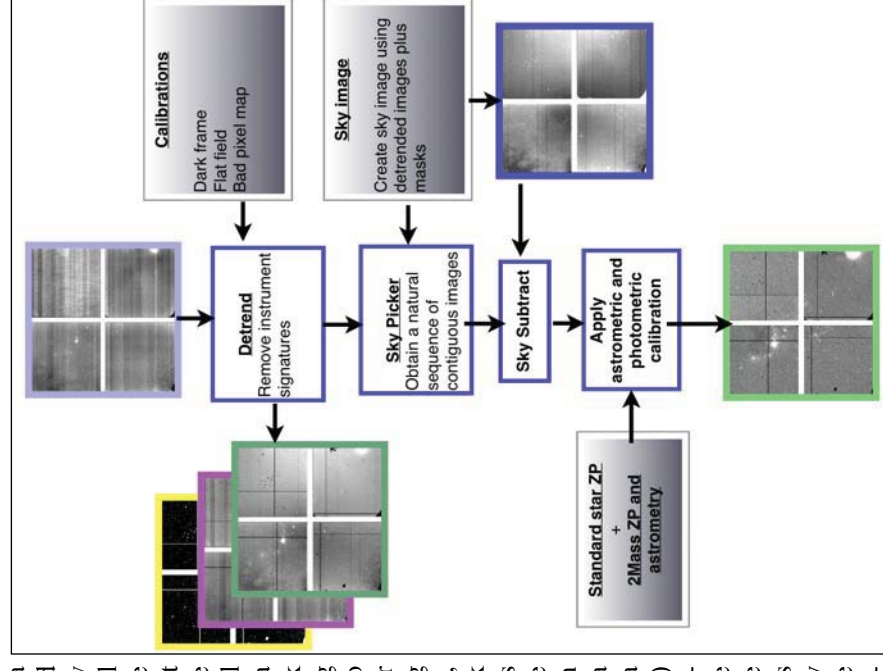 Calibrations
Dark frame
Flat field
Bad pixel map
Detrend
Remove instrument
signatures
Sky image
Create sky image using
detrended images plus
masks
Sky Picker
Obtain a natural
sequence of
contiguous images
Sky Subtract
Apply
astrometric and
photometric
calibration
Standard star ZP
+
2Mass ZP and
astrometry